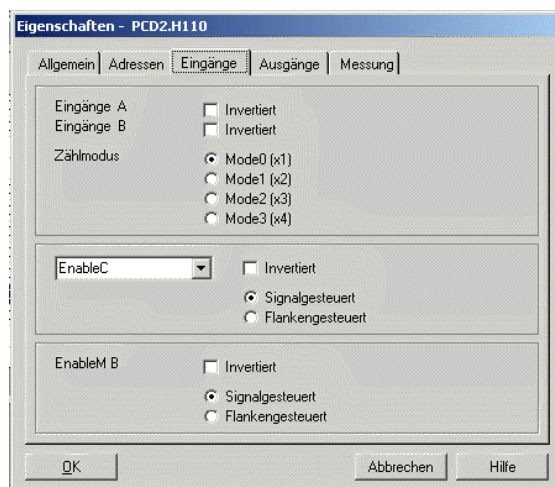 Eigenschaften - PCD2.H110
Allgemein Adressen Eingänge Ausgänge Messung
Eingänge A Invertiert
Eingänge B Invertiert
Zählmodus Mode0 (x1)
Mode1 (x2)
Mode2 (x3)
Mode3 (x4)
EnableC Invertiert
Signalgesteuert
Flankengesteuert
EnableM B Invertiert
Signalgesteuert
Flankengesteuert
OK Abbrechen Hilfe